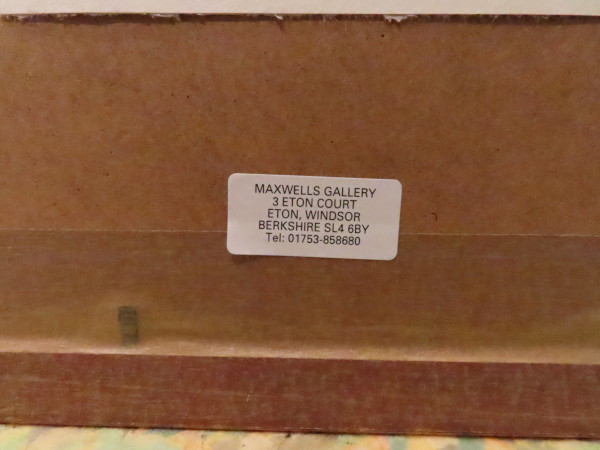 MAXWELLS GALLERY
3 ETON COURT
ETON, WINDSOR
BERKSHIRE SL4 6BY
Tel: 01753-858680